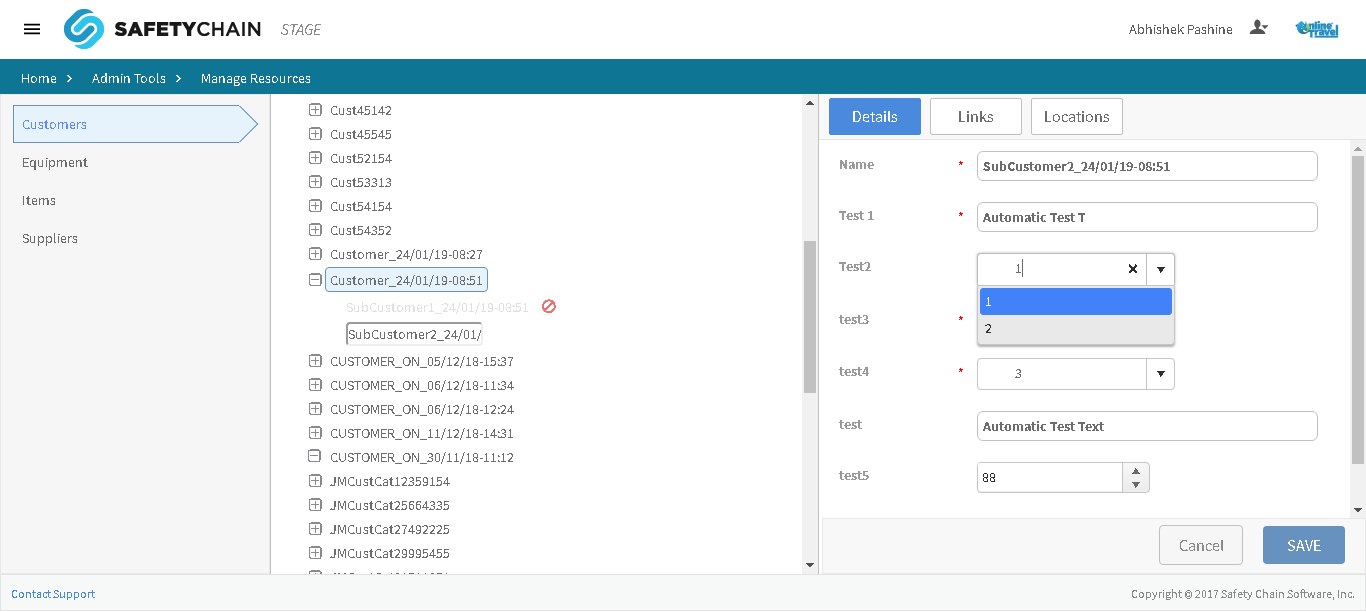 SAFETYCHAIN STAGE
Abhishek Pashine
Online Travel
Home > Admin Tools > Manage Resources
Customers
Equipment
Items
Suppliers
Cust45142
Cust45545
Cust52154
Cust53313
Cust54154
Cust54352
Customer_24/01/19-08:27
Customer_24/01/19-08:51
SubCustomer1_24/01/19-08:51
SubCustomer2_24/01/
CUSTOMER_ON_05/12/18-15:37
CUSTOMER_ON_06/12/18-11:34
CUSTOMER_ON_06/12/18-12:24
CUSTOMER_ON_11/12/18-14:31
CUSTOMER_ON_30/11/18-11:12
JMCustCat12359154
JMCustCat25664335
JMCustCat27492225
JMCustCat29995455
Details Links Locations
Name * SubCustomer2_24/01/19-08:51
Test 1 * Automatic Test T
Test2 1
1
test3 *
2
test4 * 3
test Automatic Test Text
test5 88
Cancel SAVE
Contact Support
Copyright © 2017 Safety Chain Software, Inc.